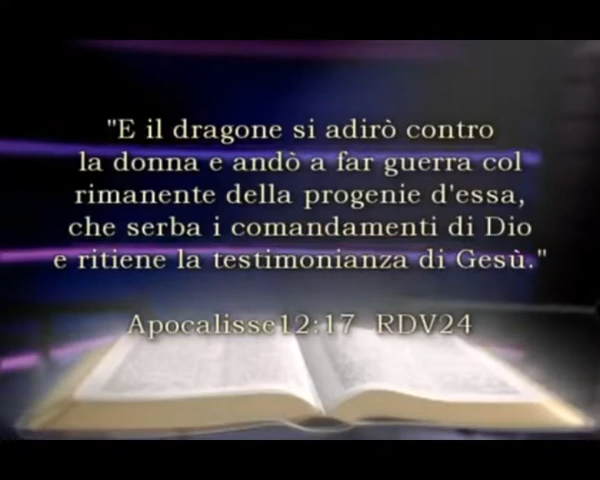 "E il dragone si adirò contro
la donna e andò a far guerra col
rimanente della progenie d'essa,
che serba i comandamenti di Dio
e ritiene la testimonianza di Gesù."
Apocalisse12:17 RDV24